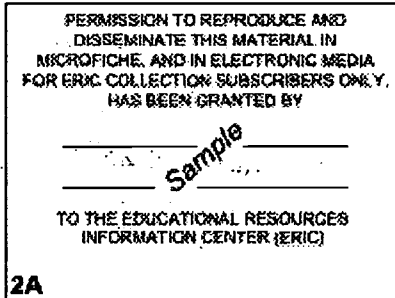 PERMISSION TO REPRODUCE AND
DISSEMINATE THIS MATERIAL IN
MICROFICHE, AND IN ELECTRONIC MEDIA
FOR ERIC COLLECTION SUBSCRIBERS ONLY,
HAS BEEN GRANTED BY
Sample
TO THE EDUCATIONAL RESOURCES
INFORMATION CENTER (ERIC)
2A